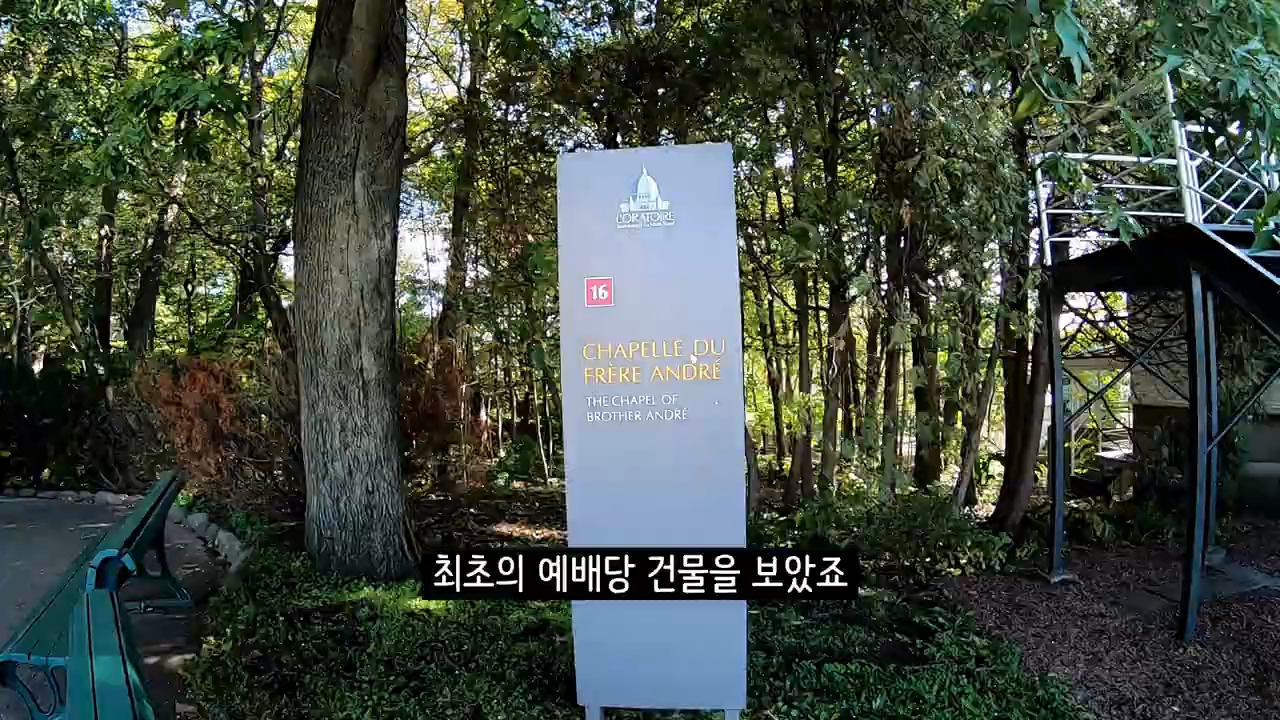 L'ORATOIRE
16
CHAPELLE DU
FRÈRE ANDRÉ
THE CHAPEL OF
BROTHER ANDRÉ
최초의 예배당 건물을 보았죠